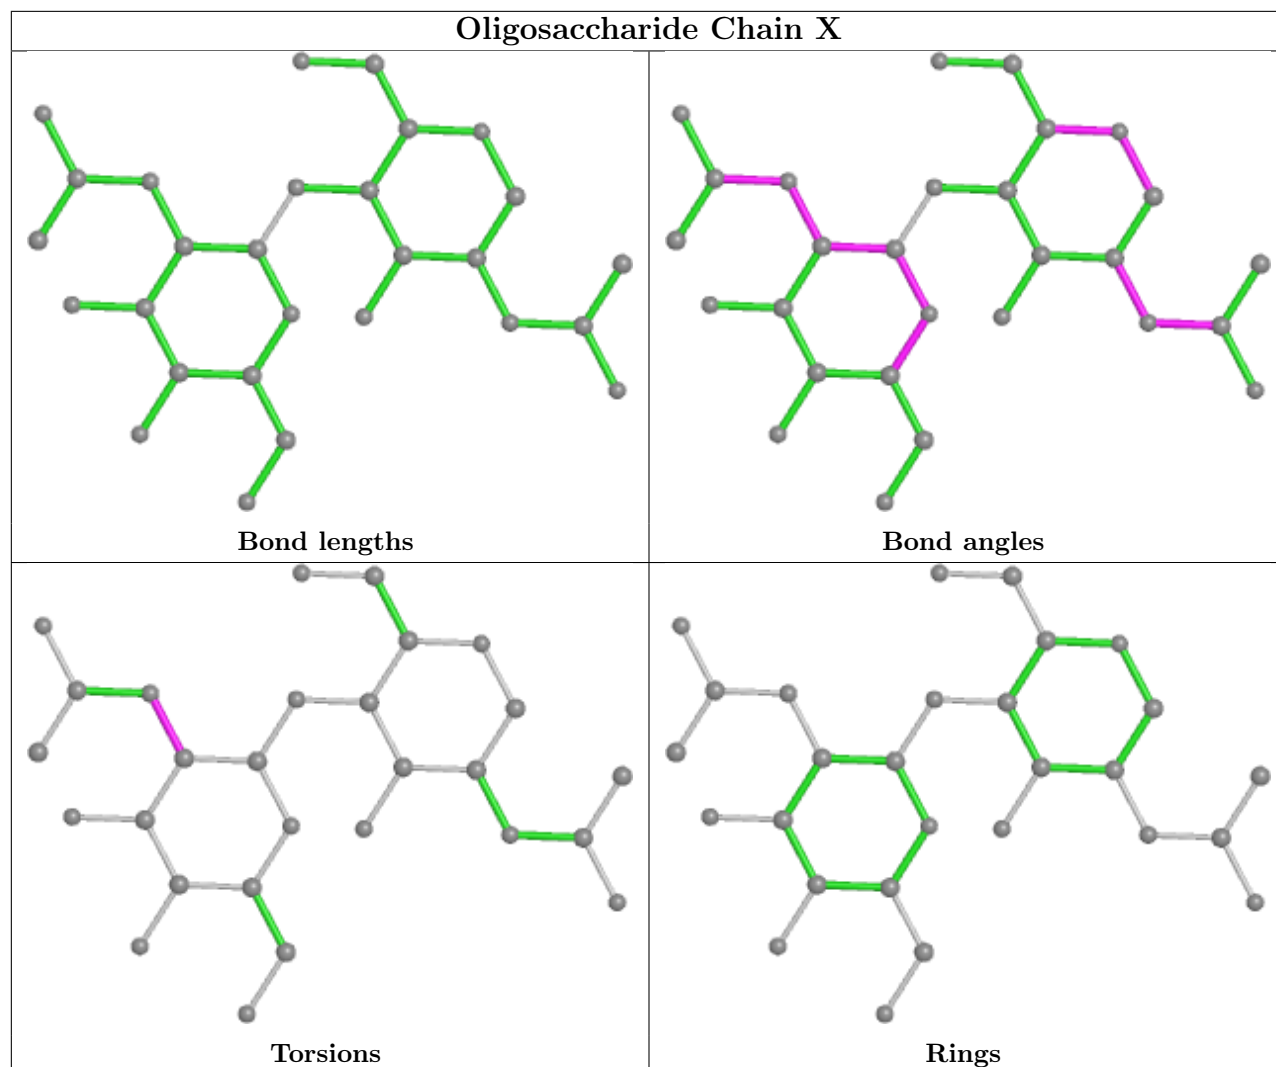 Oligosaccharide Chain X
Bond lengths
Bond angles
Torsions
Rings